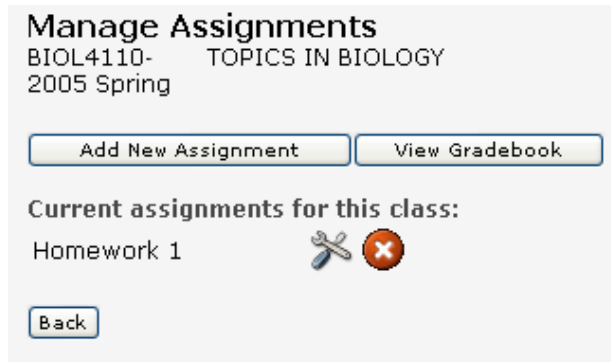 Manage Assignments
BIOL4110- TOPICS IN BIOLOGY
2005 Spring
Add New Assignment View Gradebook
Current assignments for this class:
Homework 1
Back